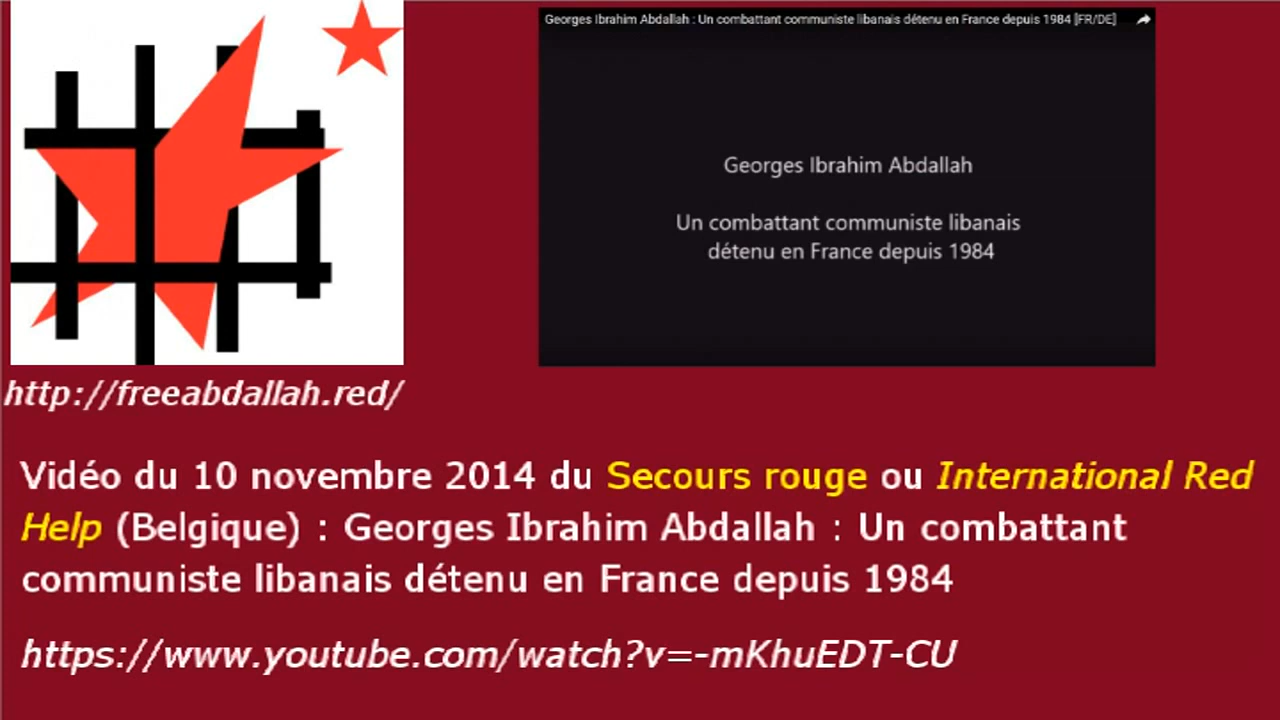 Georges Ibrahim Abdallah : Un combattant communiste libanais détenu en France depuis 1984 [FR/DE]
Georges Ibrahim Abdallah
Un combattant communiste libanais
détenu en France depuis 1984
http://freeabdallah.red/
Vidéo du 10 novembre 2014 du Secours rouge ou International Red
Help (Belgique) : Georges Ibrahim Abdallah : Un combattant
communiste libanais détenu en France depuis 1984
https://www.youtube.com/watch?v=-mKhuEDT-CU